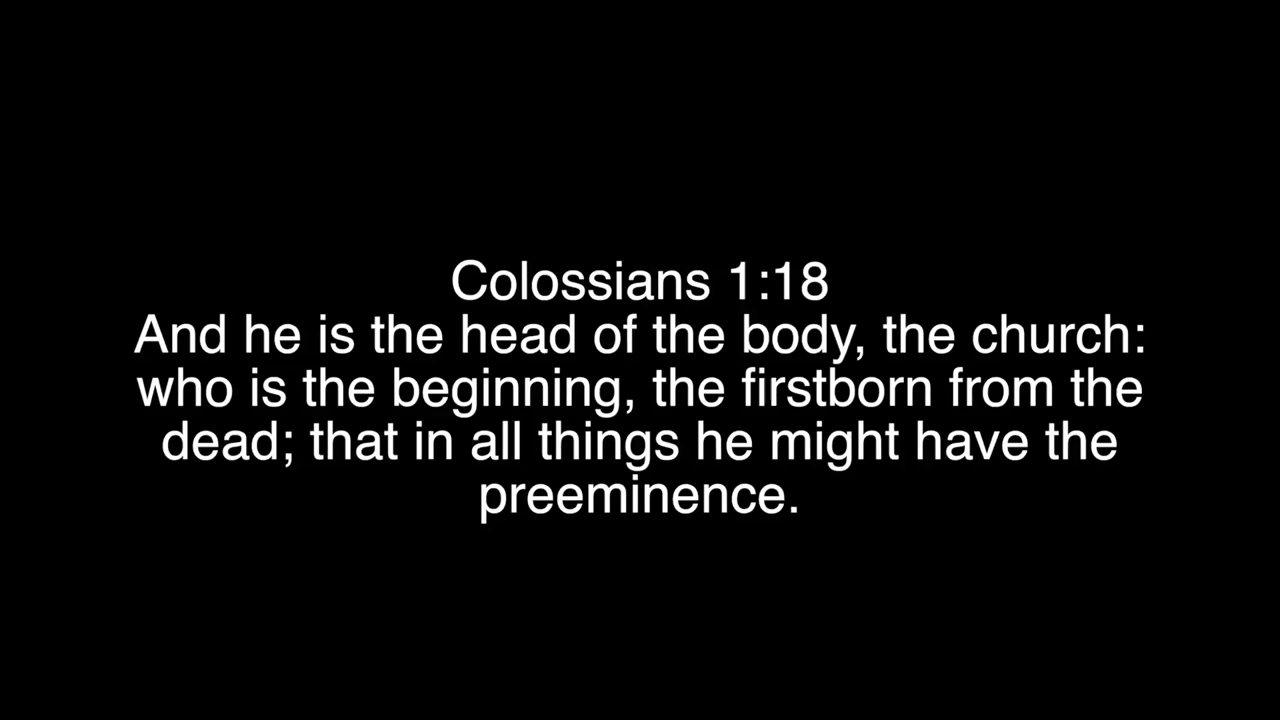 Colossians 1:18
And he is the head of the body, the church:
who is the beginning, the firstborn from the
dead; that in all things he might have the
preeminence.